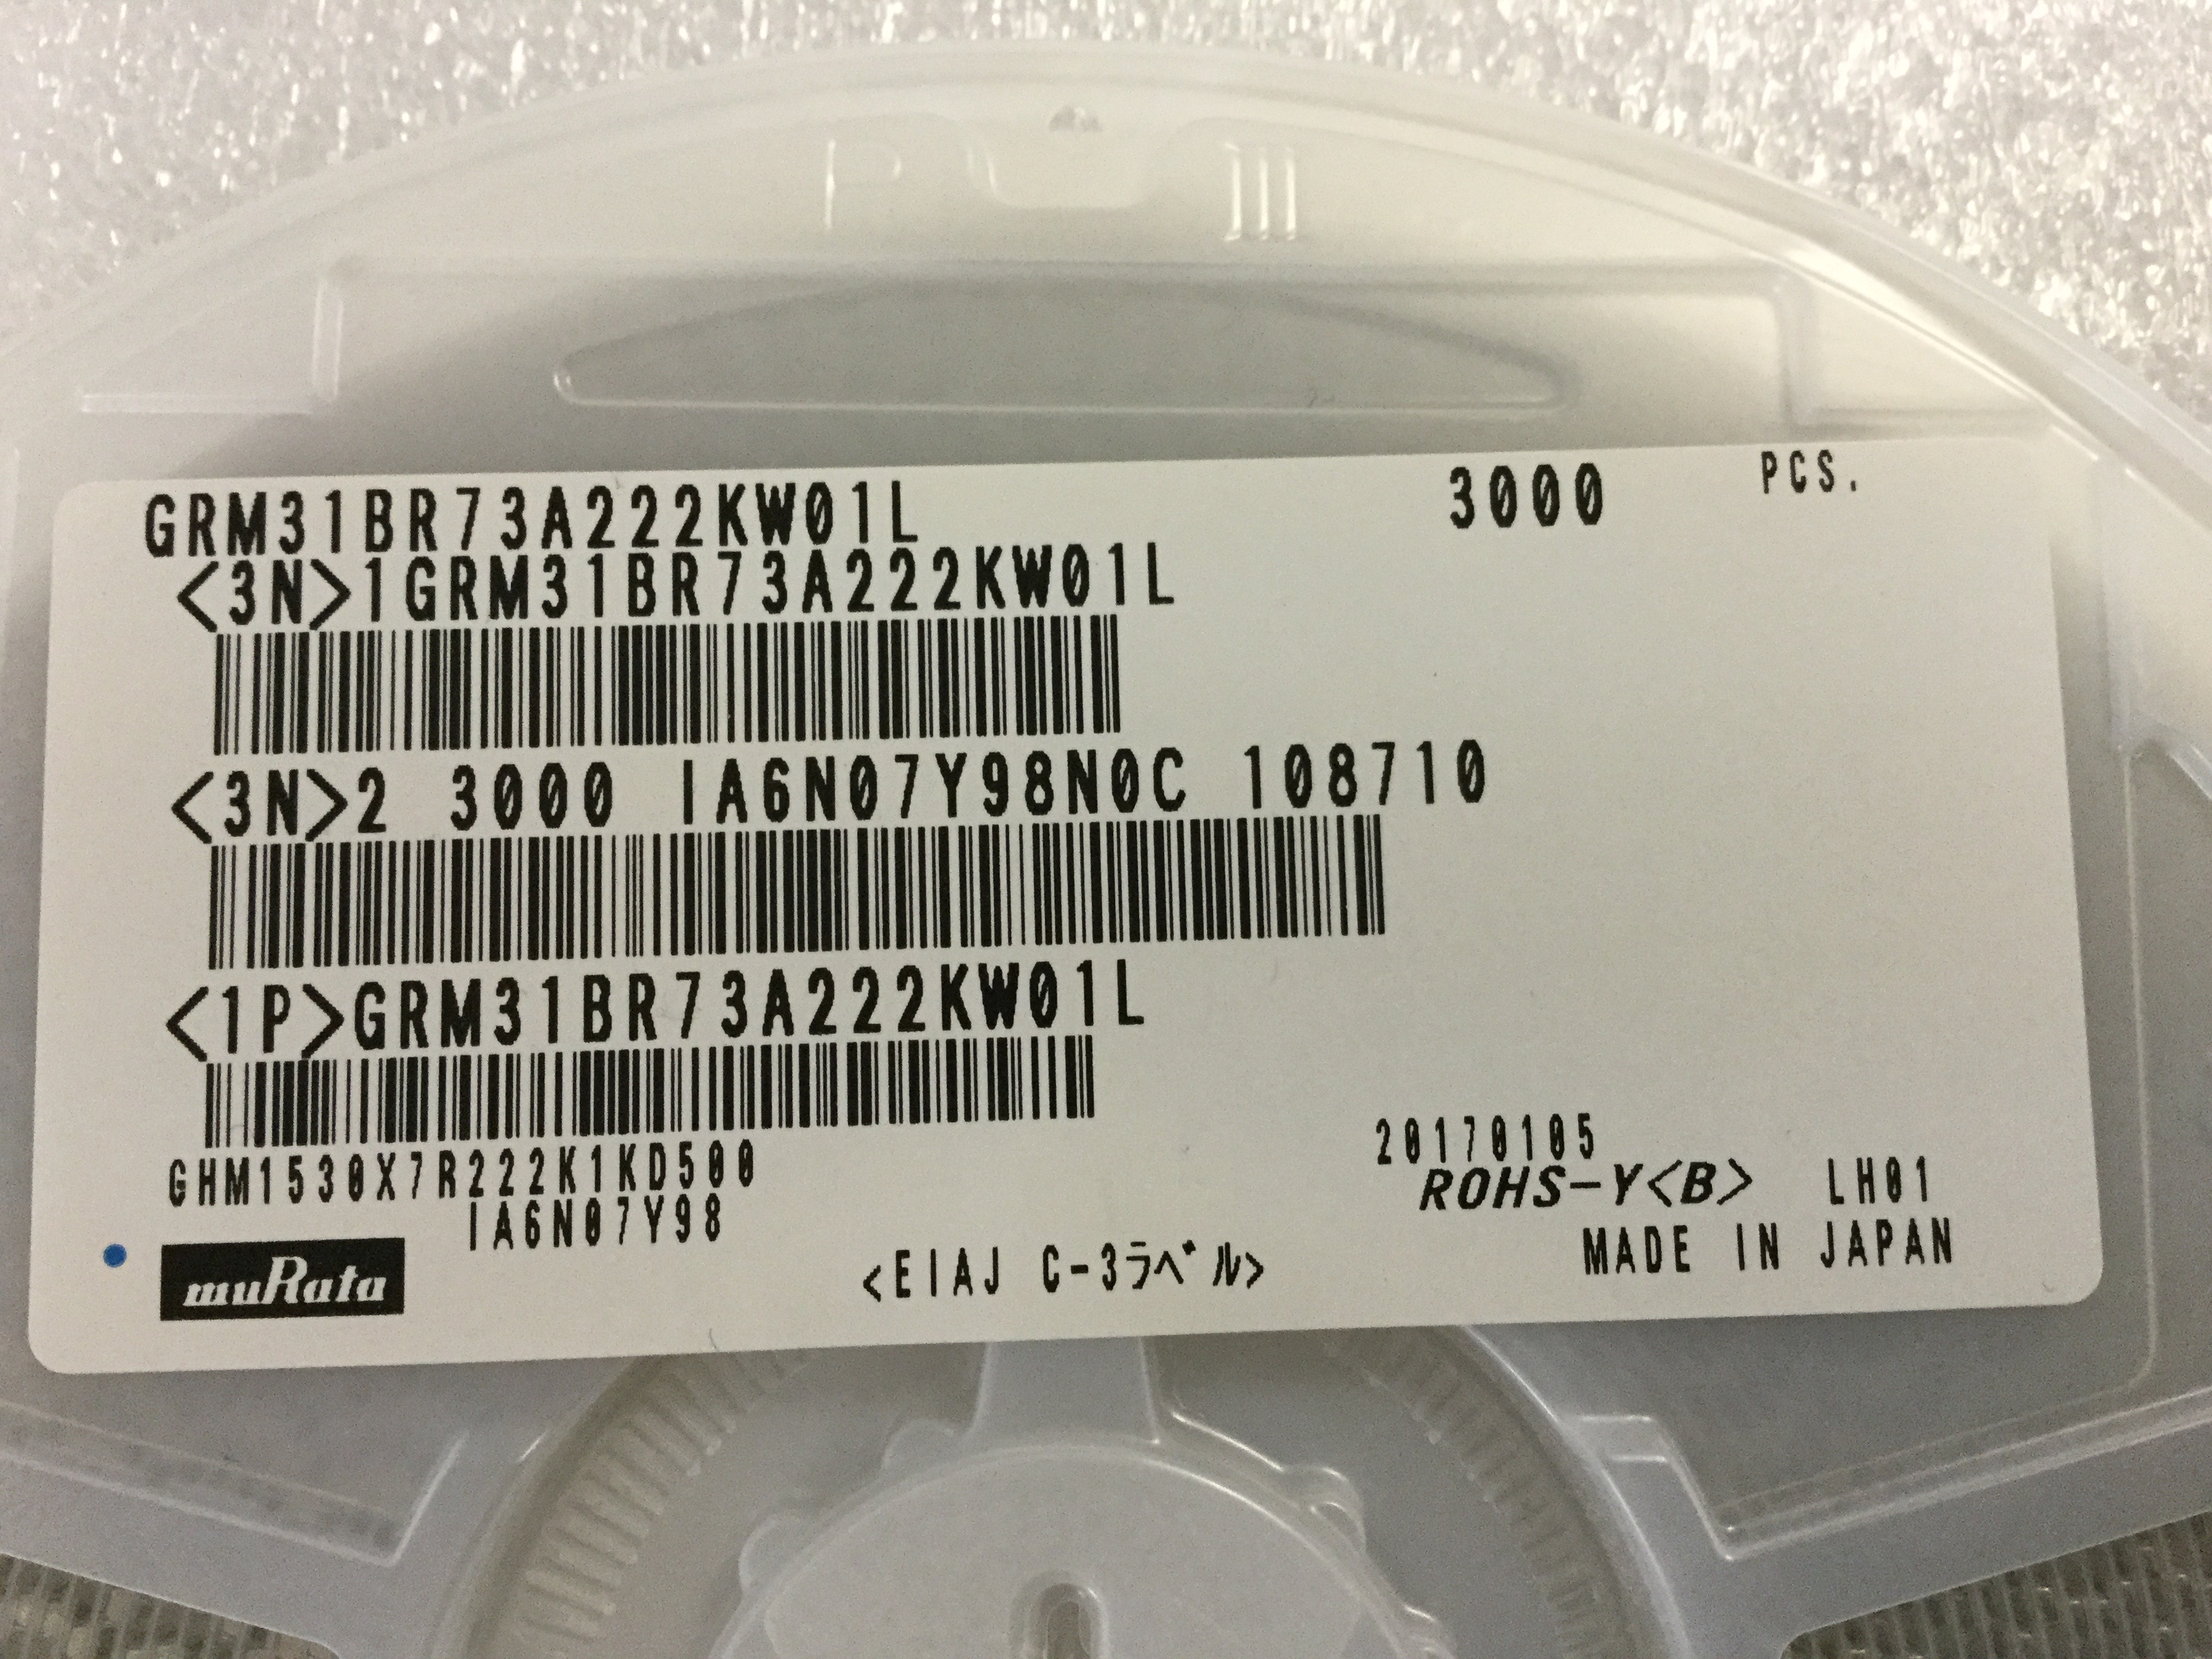 GRM31BR73A222KW01L 3000 PCS.
<3N>1GRM31BR73A222KW01L
<3N>2 3000 IA6N07Y98N0C 108710
<1P>GRM31BR73A222KW01L
GHM1530X7R222K1KD500 20170105
IA6N07Y98 ROHS-Y<B> LH01
muRata <EIAJ C-3ラベル> MADE IN JAPAN